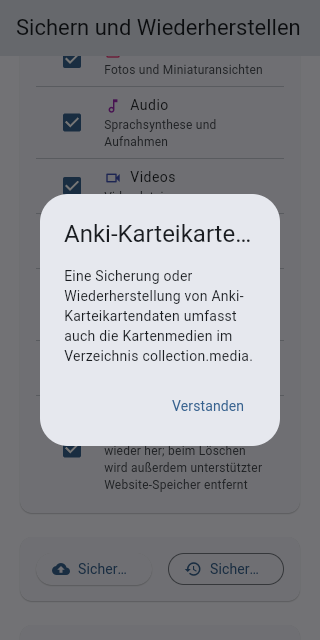 Sichern und Wiederherstellen
Fotos und Miniaturansichten
Audio
Sprachsynthese und
Aufnahmen
Videos
Anki-Karteikarte…
Eine Sicherung oder
Wiederherstellung von Anki-
Karteikartendaten umfasst
auch die Kartenmedien im
Verzeichnis collection.media.
Verstanden
wieder her; beim Löschen
wird außerdem unterstützter
Website-Speicher entfernt
Sicher…
Sicher…